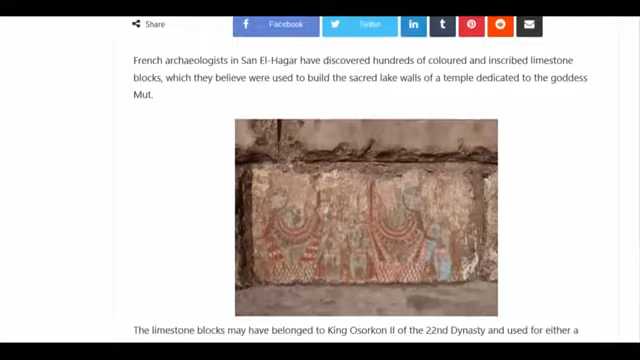 Share
Facebook
Twitter
French archaeologists in San El-Hagar have discovered hundreds of coloured and inscribed limestone
blocks, which they believe were used to build the sacred lake walls of a temple dedicated to the goddess
Mut.
The limestone blocks may have belonged to King Osorkon II of the 22nd Dynasty and used for either a